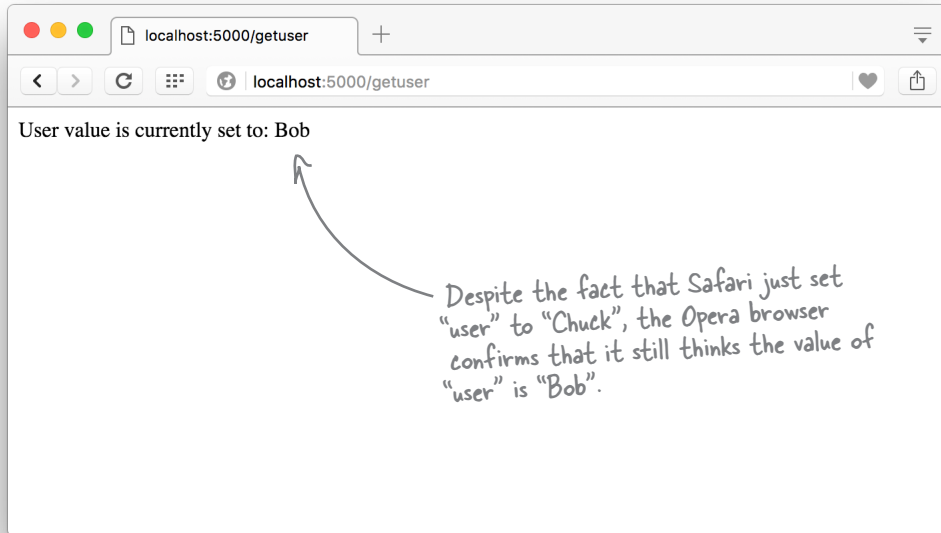 localhost:5000/getuser
localhost:5000/getuser
User value is currently set to: Bob
Despite the fact that Safari just set
“user” to “Chuck”, the Opera browser
confirms that it still thinks the value of
“user” is “Bob”.